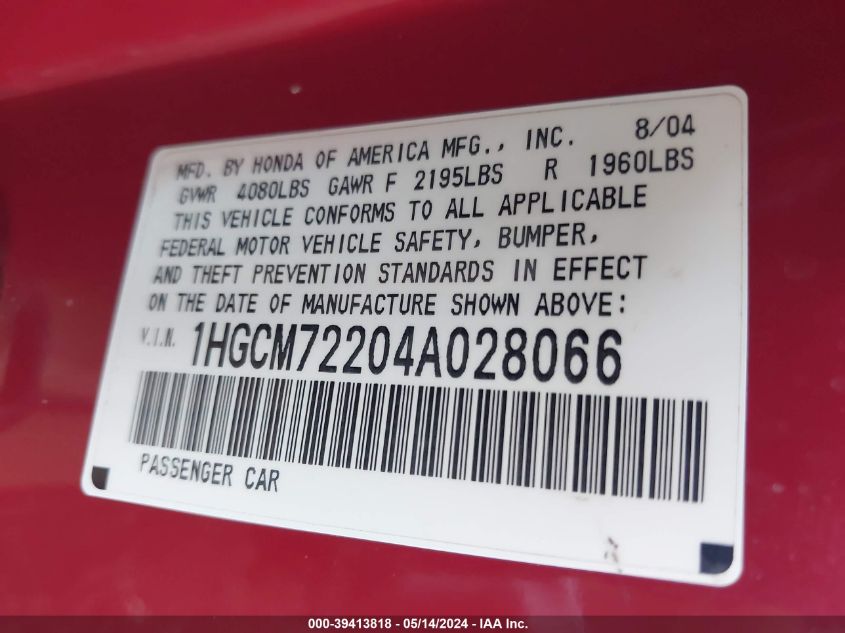 MFD. BY HONDA OF AMERICA MFG., INC. 8/04
GVWR 4080LBS GAWR F 2195LBS R 1960LBS
THIS VEHICLE CONFORMS TO ALL APPLICABLE
FEDERAL MOTOR VEHICLE SAFETY, BUMPER,
AND THEFT PREVENTION STANDARDS IN EFFECT
ON THE DATE OF MANUFACTURE SHOWN ABOVE:
V.I.N. 1HGCM72204A028066
PASSENGER CAR
000-39413818 - 05/14/2024 - IAA Inc.